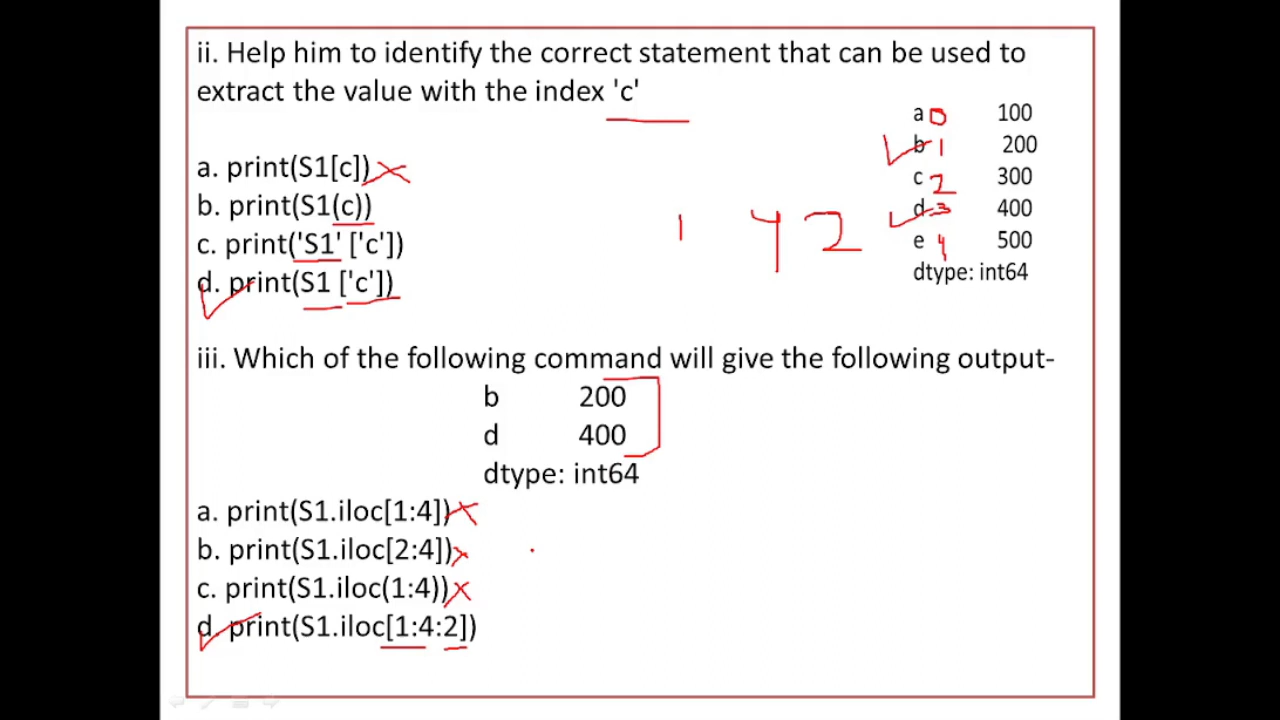 ii. Help him to identify the correct statement that can be used to
extract the value with the index 'c'
a 0 100
b 1 200
c 2 300
d 3 400
e 4 500
dtype: int64
a. print(S1[c])
b. print(S1(c))
c. print('S1' ['c'])
d. print(S1 ['c'])
1 4 2
iii. Which of the following command will give the following output-
b 200
d 400
dtype: int64
a. print(S1.iloc[1:4])
b. print(S1.iloc[2:4])
c. print(S1.iloc(1:4))
d. print(S1.iloc[1:4:2])